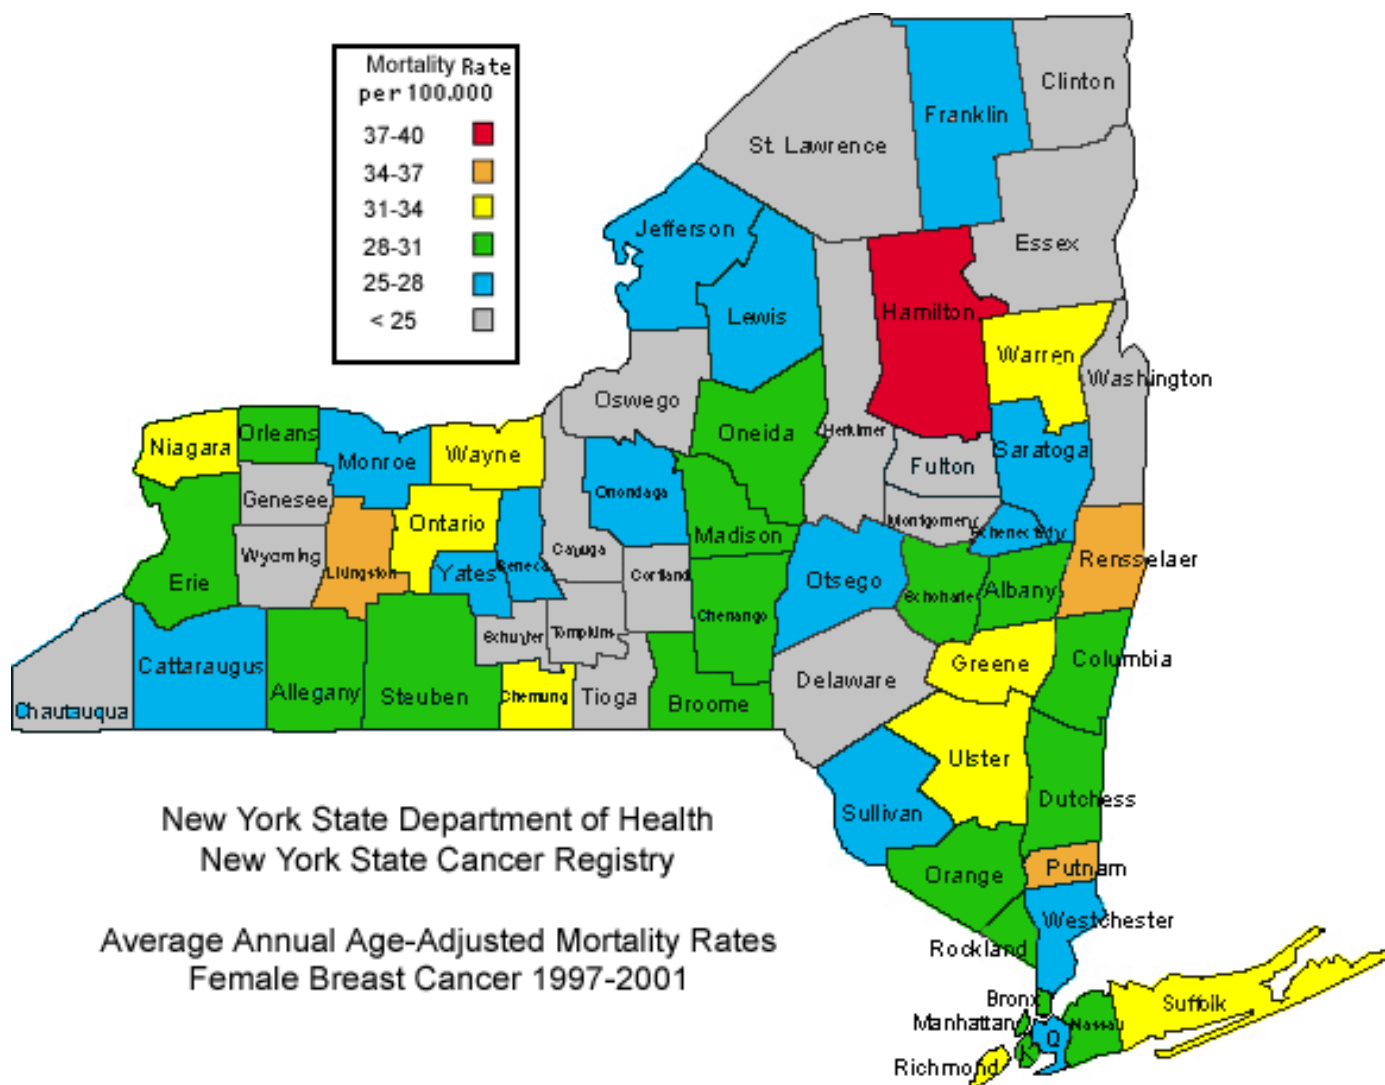 Mortality Rate
per 100.000
37-40
34-37
31-34
28-31
25-28
< 25
Clinton
Franklin
St. Lawrence
Jefferson
Essex
Lewis
Hamilton
Warren
Washington
Oswego
Oneida
Herkimer
Niagara
Orleans
Monroe
Wayne
Fulton
Saratoga
Genesee
Onondaga
Ontario
Montgomery
Schenectady
Madison
Wyoming
Cayuga
Rensselaer
Erie
Livingston
Yates
Seneca
Cortland
Otsego
Schoharie
Albany
Chenango
Schuyler
Tompkins
Cattaraugus
Greene
Columbia
Allegany
Steuben
Chemung
Tioga
Broome
Delaware
Chautauqua
Ulster
Dutchess
Sullivan
Orange
Putnam
Westchester
Rockland
Bronx
Suffolk
Manhattan
Nassau
Q
K
Richmond
New York State Department of Health
New York State Cancer Registry
Average Annual Age-Adjusted Mortality Rates
Female Breast Cancer 1997-2001